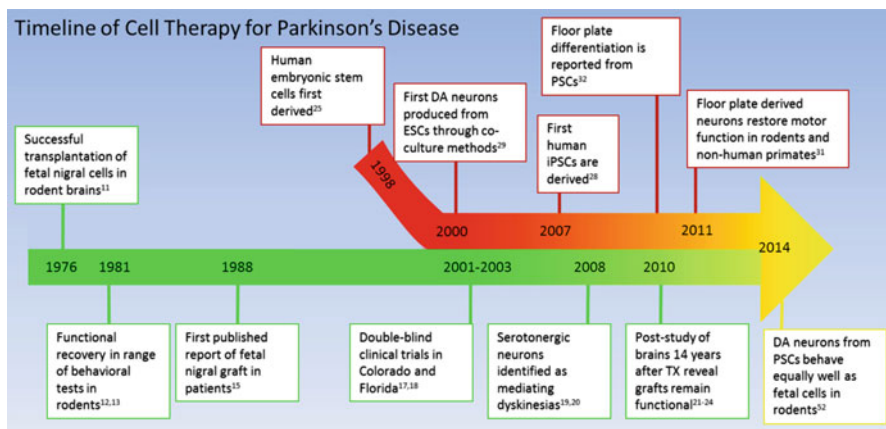 Timeline of Cell Therapy for Parkinson's Disease
Human
embryonic stem
cells first
derived25
First DA neurons
produced from
ESCs through co-
culture methods29
First
human
iPSCs are
derived28
Floor plate
differentiation is
reported from
PSCs32
Floor plate derived
neurons restore motor
function in rodents and
non-human primates31
Successful
transplantation of
fetal nigral cells in
rodent brains11
1998
2000
2007
2011
2014
1976
1981
1988
2001-2003
2008
2010
Functional
recovery in range
of behavioral
tests in
rodents12,13
First published
report of fetal
nigral graft in
patients15
Double-blind
clinical trials in
Colorado and
Florida17,18
Serotonergic
neurons
identified as
mediating
dyskinesias19,20
Post-study of
brains 14 years
after TX reveal
grafts remain
functional21-24
DA neurons from
PSCs behave
equally well as
fetal cells in
rodents52